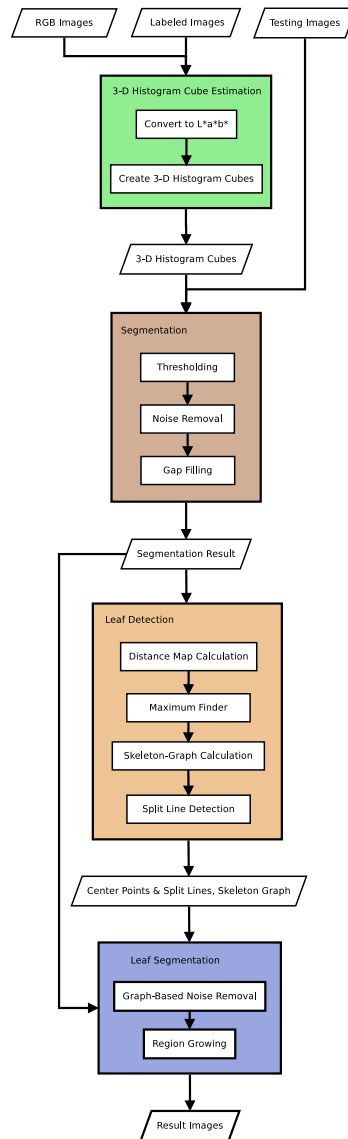 RGB Images
Labeled Images
Testing Images
3-D Histogram Cube Estimation
Convert to L*a*b*
Create 3-D Histogram Cubes
3-D Histogram Cubes
Segmentation
Thresholding
Noise Removal
Gap Filling
Segmentation Result
Leaf Detection
Distance Map Calculation
Maximum Finder
Skeleton-Graph Calculation
Split Line Detection
Center Points & Split Lines, Skeleton Graph
Leaf Segmentation
Graph-Based Noise Removal
Region Growing
Result Images